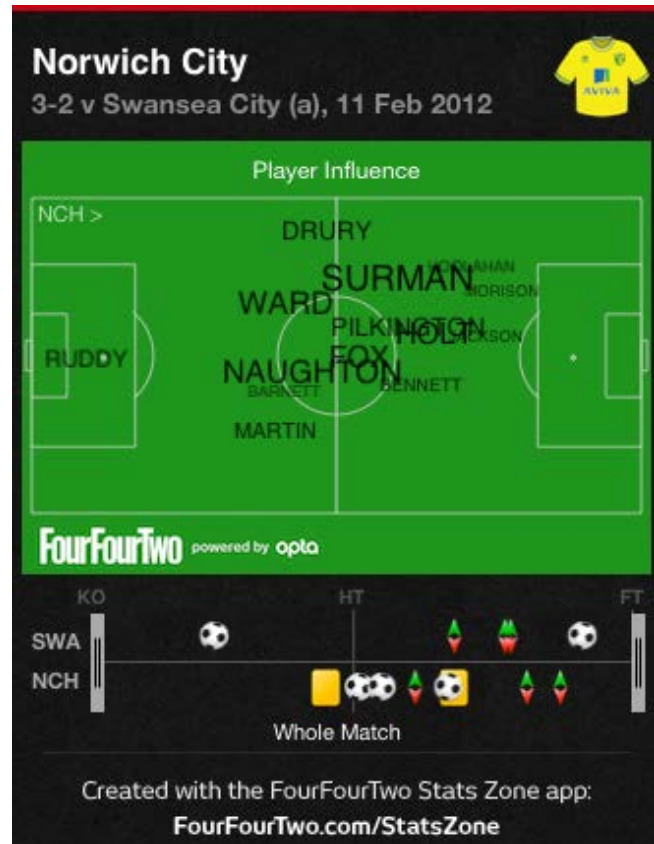 Norwich City
3-2 v Swansea City (a), 11 Feb 2012
AVIVA
Player Influence
NCH >
DRURY
HOOLAHAN
SURMAN
MORISON
WARD
PILKINGTON
HOLT
JACKSON
RUDDY
FOX
NAUGHTON
BARNETT
BENNETT
MARTIN
FourFourTwo powered by opta
KO HT FT
SWA
NCH
Whole Match
Created with the FourFourTwo Stats Zone app:
FourFourTwo.com/StatsZone